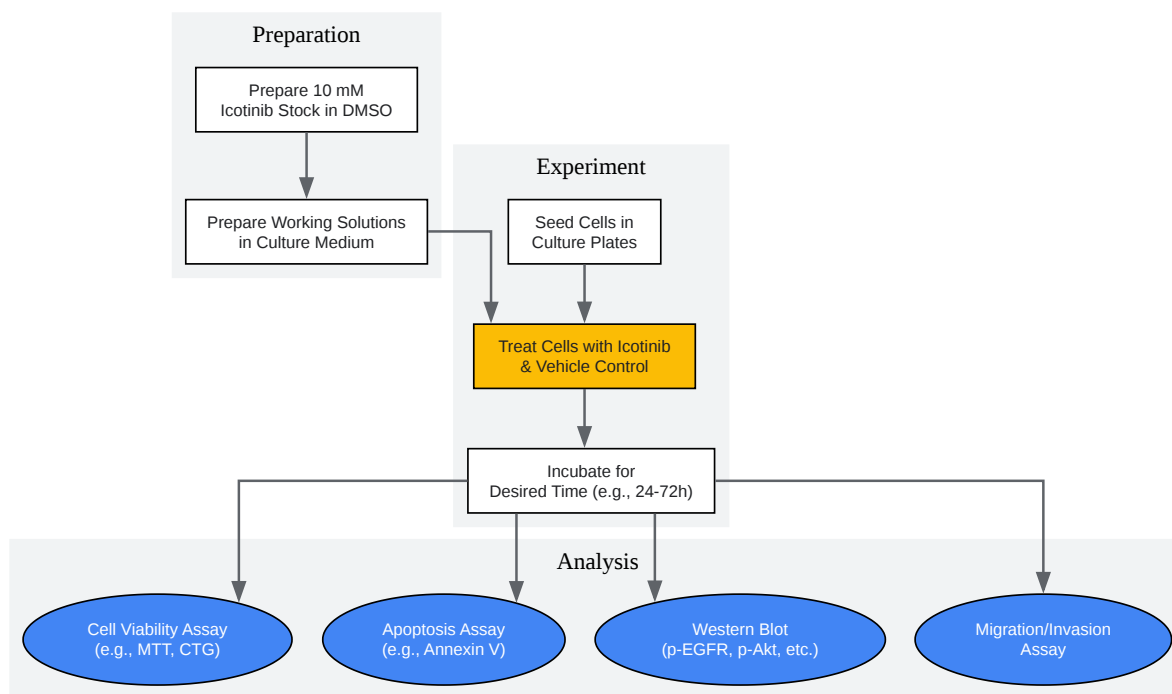 Preparation
Prepare 10 mM
Icotinib Stock in DMSO
Prepare Working Solutions
in Culture Medium
Experiment
Seed Cells in
Culture Plates
Treat Cells with Icotinib
& Vehicle Control
Incubate for
Desired Time (e.g., 24-72h)
Analysis
Cell Viability Assay
(e.g., MTT, CTG)
Apoptosis Assay
(e.g., Annexin V)
Western Blot
(p-EGFR, p-Akt, etc.)
Migration/Invasion
Assay